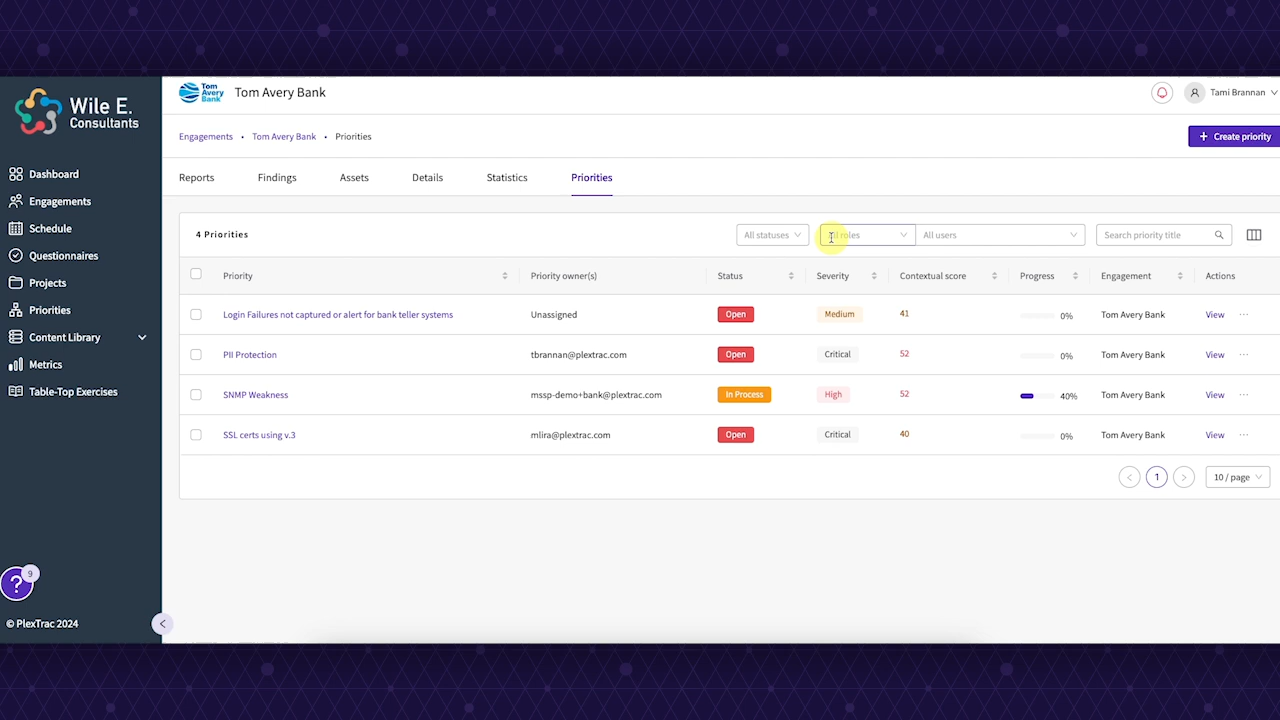 Wile E.
Consultants
Dashboard
Engagements
Schedule
Questionnaires
Projects
Priorities
Content Library
Metrics
Table-Top Exercises
9
?
© PlexTrac 2024
Tom
Avery
Bank
Tom Avery Bank
Tami Brannan
Engagements • Tom Avery Bank • Priorities
+ Create priority
Reports Findings Assets Details Statistics Priorities
4 Priorities
All statuses All roles All users Search priority title
Priority Priority owner(s) Status Severity Contextual score Progress Engagement Actions
Login Failures not captured or alert for bank teller systems Unassigned Open Medium 41 0% Tom Avery Bank View ...
PII Protection tbrannan@plextrac.com Open Critical 52 0% Tom Avery Bank View ...
SNMP Weakness mssp-demo+bank@plextrac.com In Process High 52 40% Tom Avery Bank View ...
SSL certs using v.3 mlira@plextrac.com Open Critical 40 0% Tom Avery Bank View ...
< 1 > 10 / page